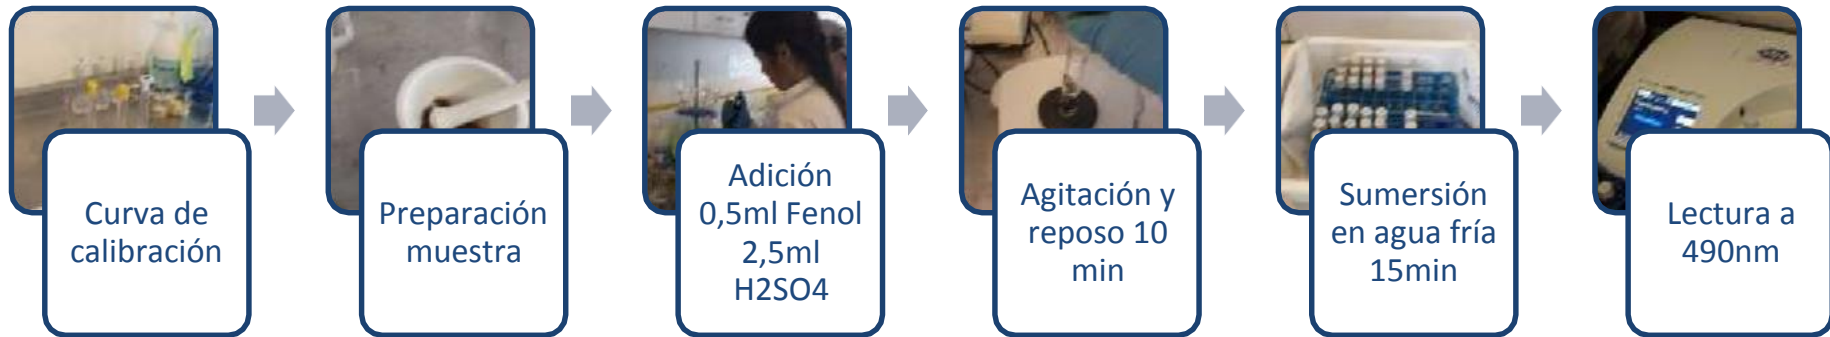 Curva de
calibración
Preparación
muestra
Adición
0,5ml Fenol
2,5ml
H2SO4
Agitación y
reposo 10
min
Sumersión
en agua fría
15min
Lectura a
490nm